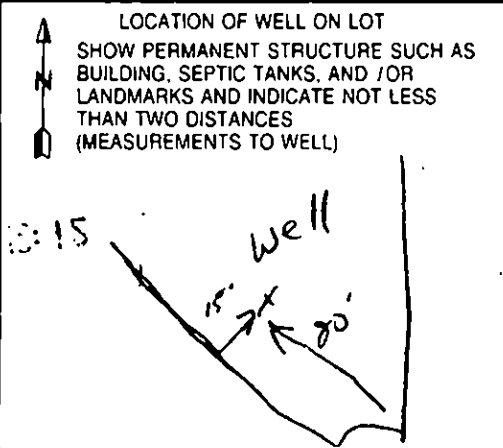 LOCATION OF WELL ON LOT
SHOW PERMANENT STRUCTURE SUCH AS
BUILDING, SEPTIC TANKS, AND /OR
LANDMARKS AND INDICATE NOT LESS
THAN TWO DISTANCES
(MEASUREMENTS TO WELL)
N
Well
15'
X
80'